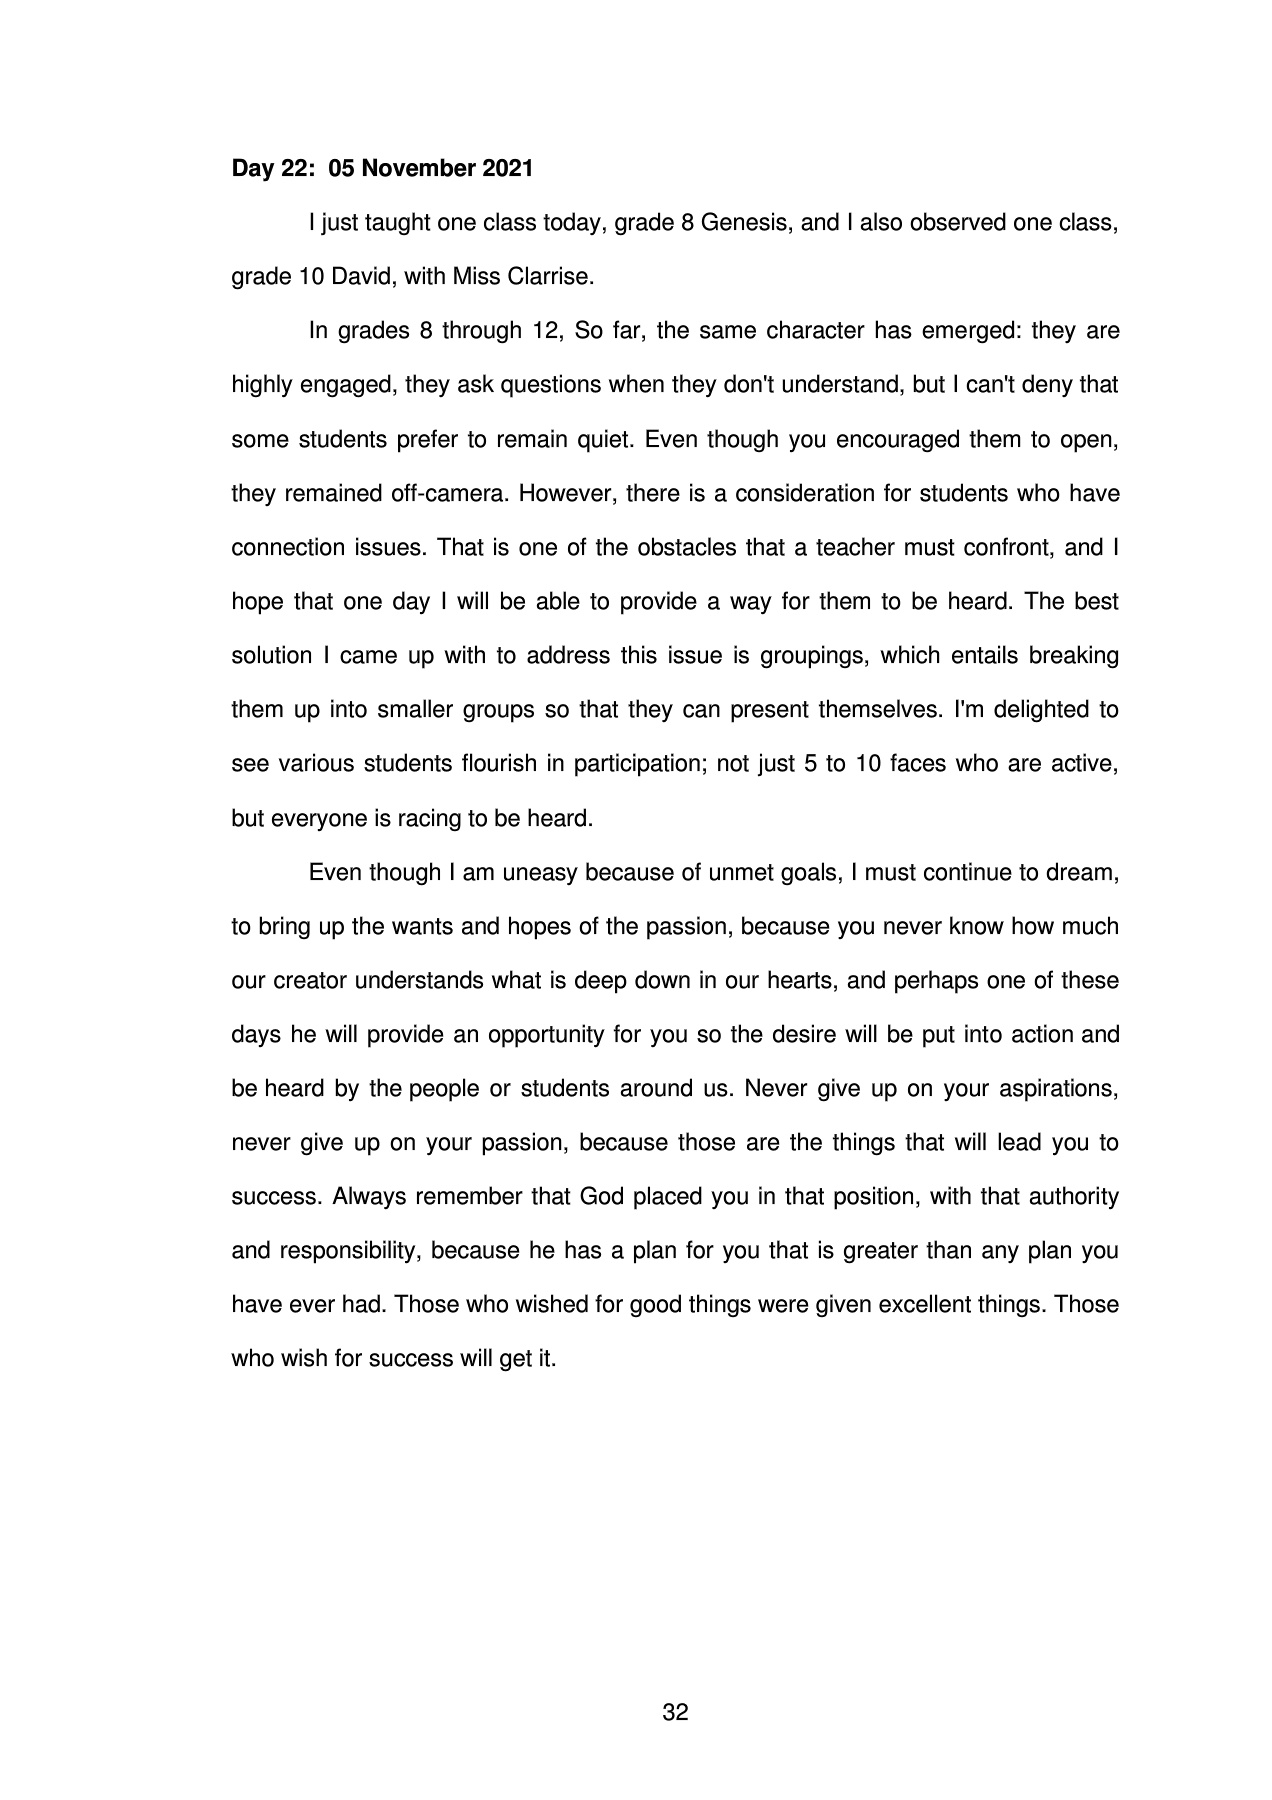 Day 22:  05 November 2021
I just taught one class today, grade 8 Genesis, and I also observed one class,
grade 10 David, with Miss Clarrise.
In grades 8 through 12, So far, the same character has emerged: they are
highly engaged, they ask questions when they don't understand, but I can't deny that
some students prefer to remain quiet. Even though you encouraged them to open,
they remained off-camera. However, there is a consideration for students who have
connection issues. That is one of the obstacles that a teacher must confront, and I
hope that one day I will be able to provide a way for them to be heard. The best
solution I came up with to address this issue is groupings, which entails breaking
them up into smaller groups so that they can present themselves. I'm delighted to
see various students flourish in participation; not just 5 to 10 faces who are active,
but everyone is racing to be heard.
Even though I am uneasy because of unmet goals, I must continue to dream,
to bring up the wants and hopes of the passion, because you never know how much
our creator understands what is deep down in our hearts, and perhaps one of these
days he will provide an opportunity for you so the desire will be put into action and
be heard by the people or students around us. Never give up on your aspirations,
never give up on your passion, because those are the things that will lead you to
success. Always remember that God placed you in that position, with that authority
and responsibility, because he has a plan for you that is greater than any plan you
have ever had. Those who wished for good things were given excellent things. Those
who wish for success will get it.
32